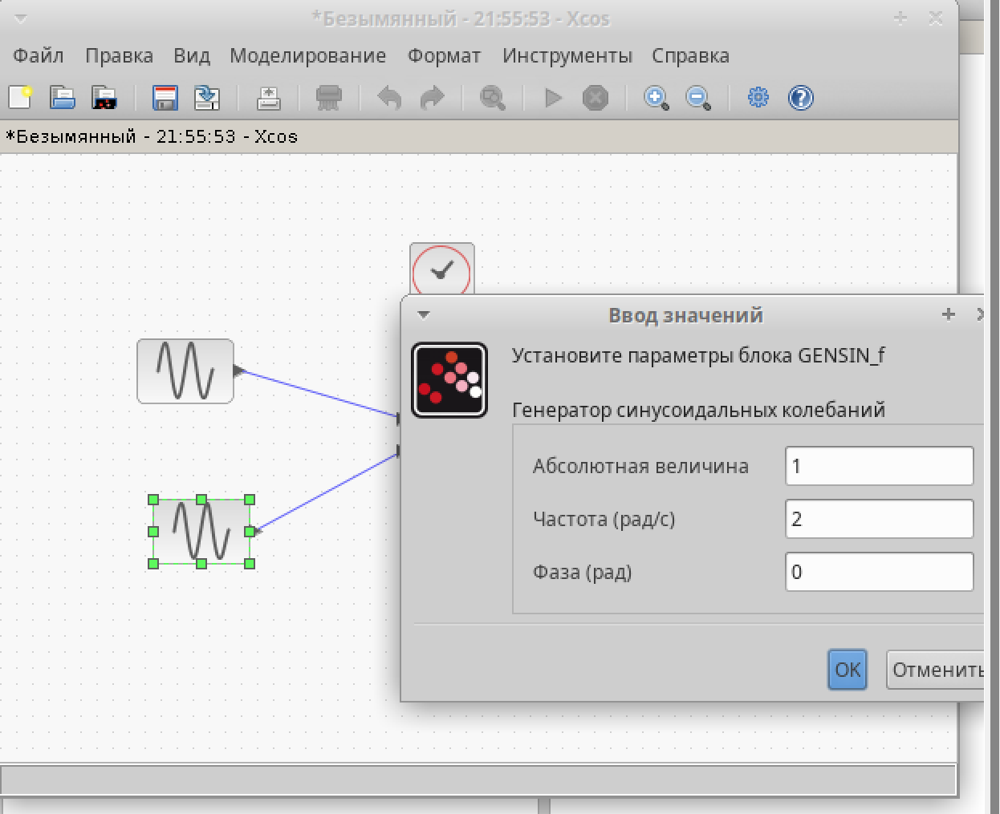 *Безымянный - 21:55:53 - Xcos
Файл Правка Вид Моделирование Формат Инструменты Справка
*Безымянный - 21:55:53 - Xcos
Ввод значений
Установите параметры блока GENSIN_f
Генератор синусоидальных колебаний
Абсолютная величина 1
Частота (рад/с) 2
Фаза (рад) 0
OK Отменить